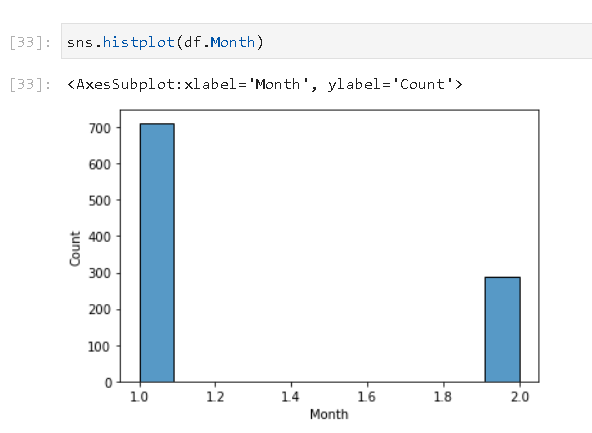 [33]: sns.histplot(df.Month)
[33]: <AxesSubplot:xlabel='Month', ylabel='Count'>
700
600
500
400
300
200
100
0
Count
1.0 1.2 1.4 1.6 1.8 2.0
Month